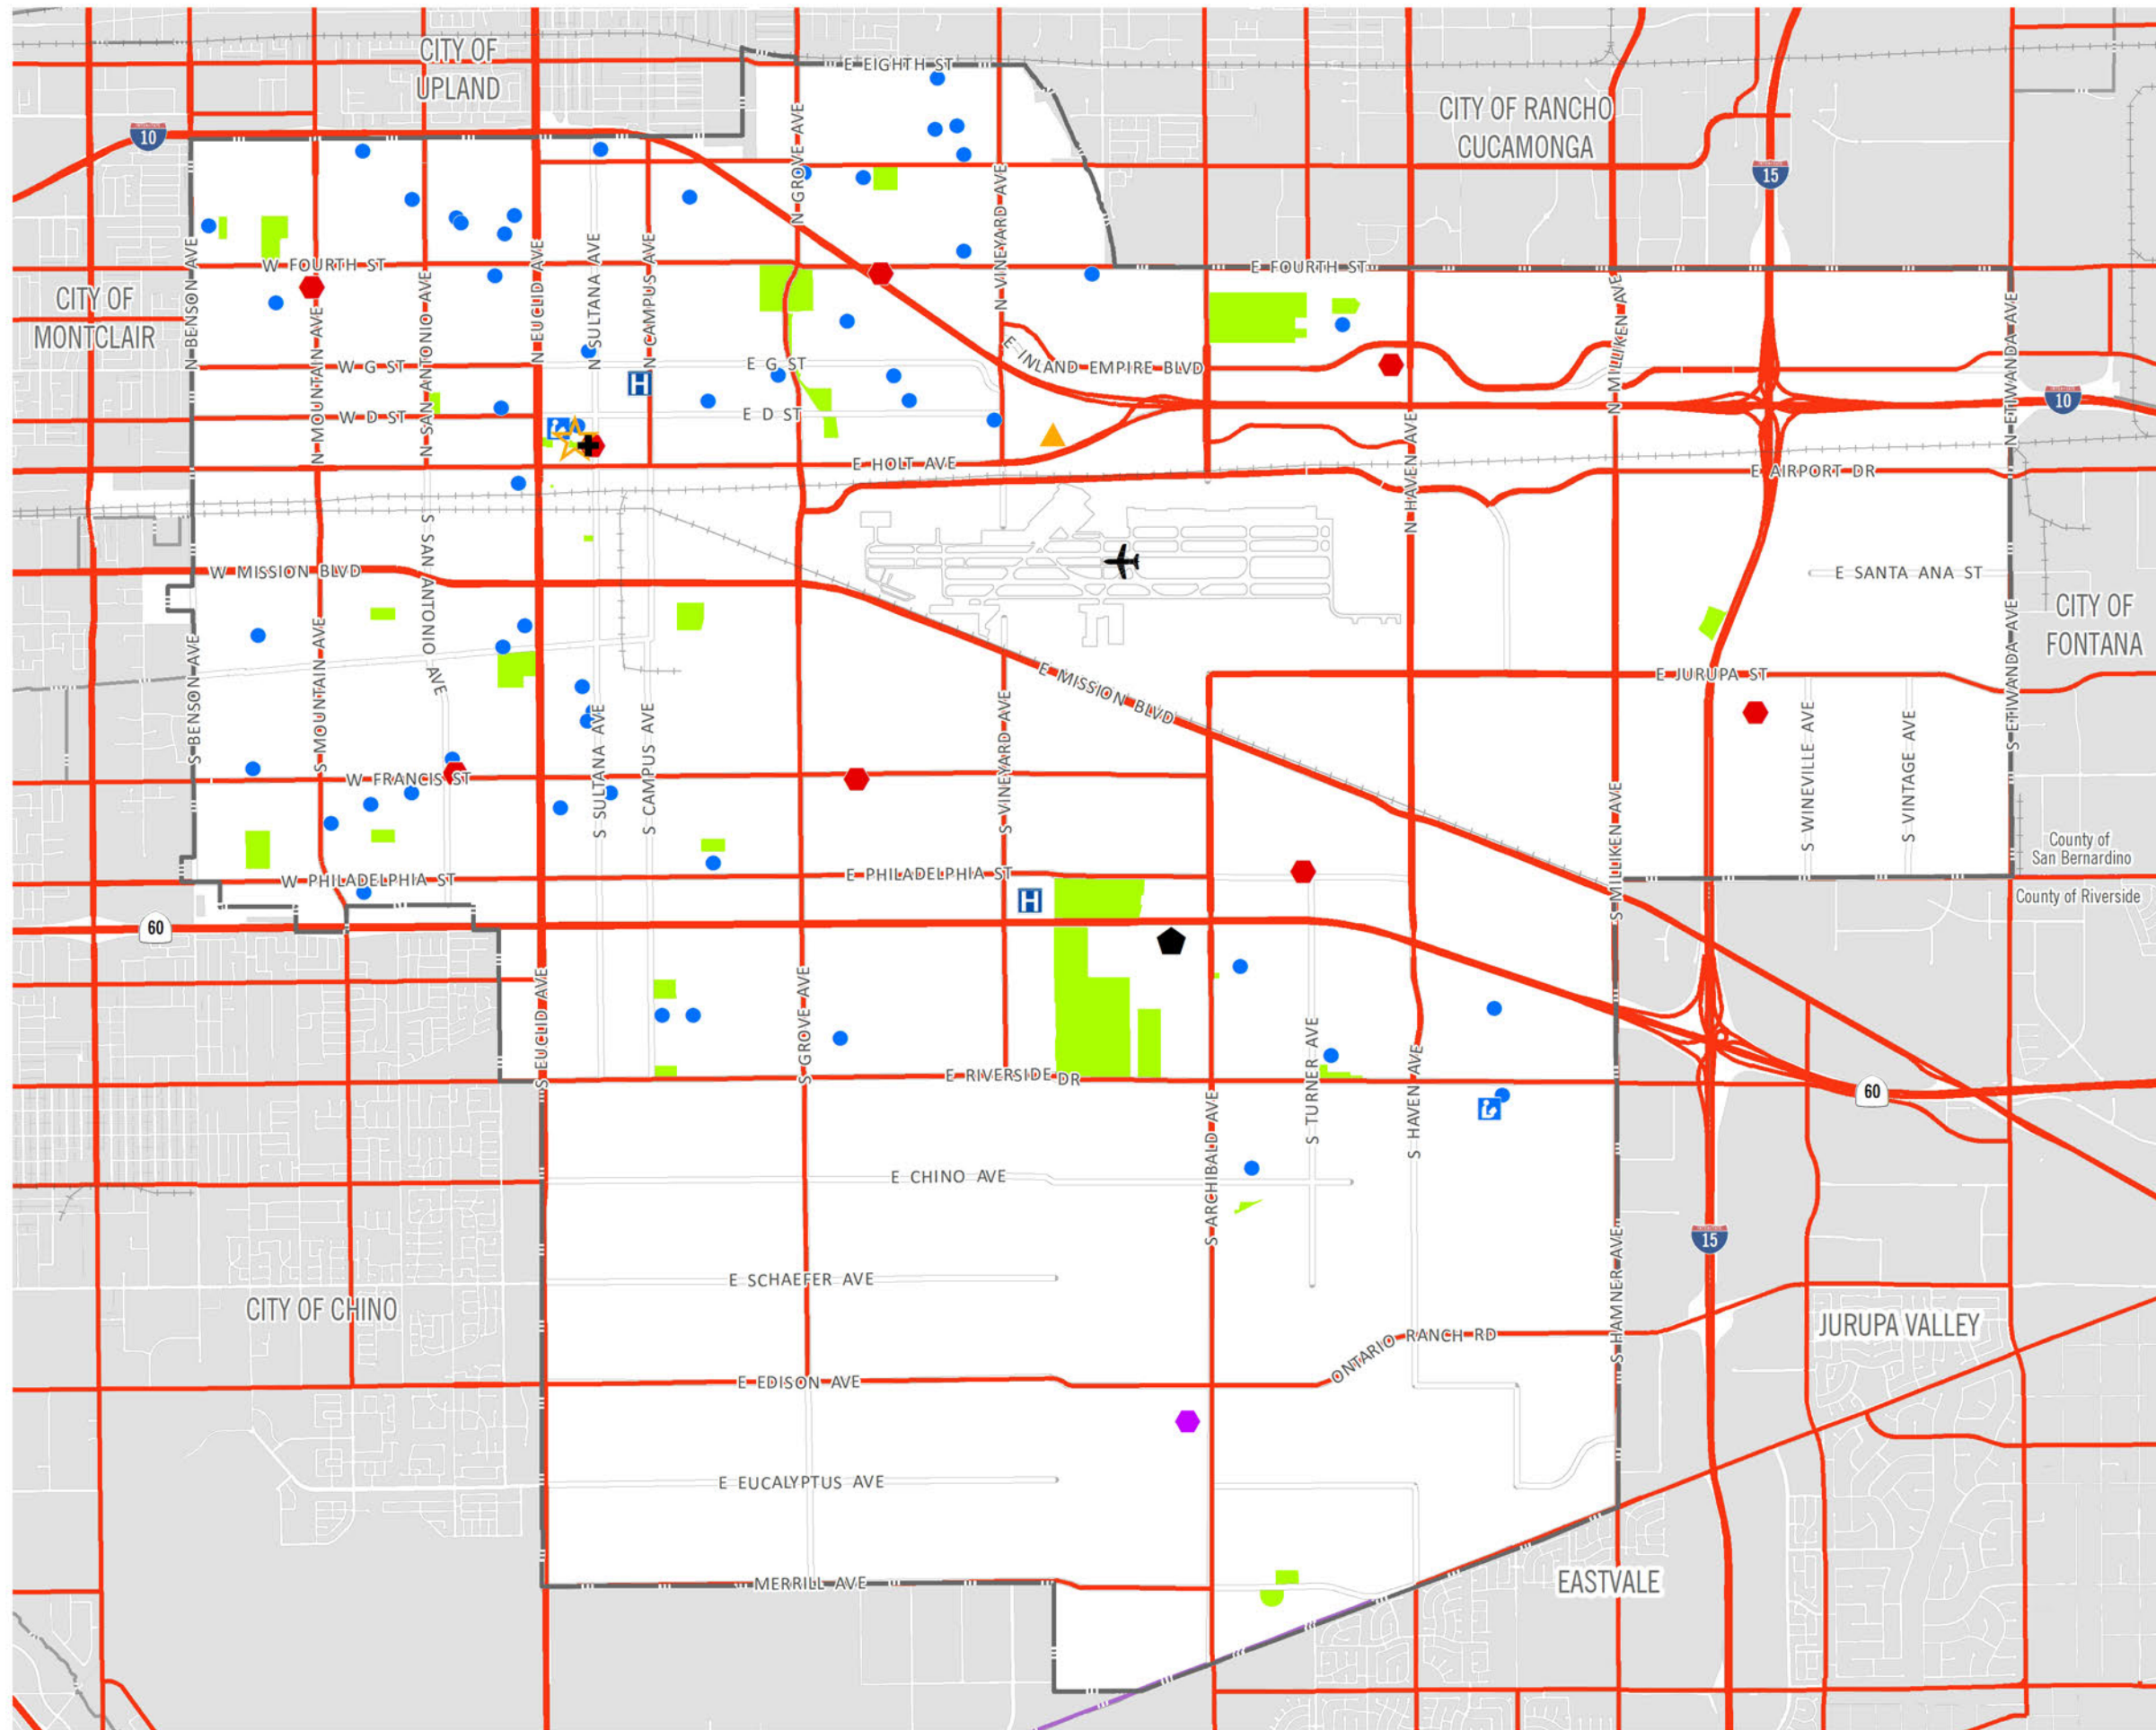 CITY OF
UPLAND
E EIGHTH ST
CITY OF RANCHO
CUCAMONGA
10
15
N GROVE AVE
N VINEYARD AVE
W FOURTH ST
E FOURTH ST
CITY OF
MONTCLAIR
N BENSON AVE
N MOUNTAIN AVE
N SAN ANTONIO AVE
N EUCLID AVE
N SULTANA AVE
N CAMPUS AVE
N MILLIKEN AVE
N ETIWANDA AVE
W G ST
E G ST
E INLAND EMPIRE BLVD
H
W D ST
E D ST
10
N HAVEN AVE
E HOLT AVE
E AIRPORT DR
W MISSION BLVD
E SANTA ANA ST
CITY OF
FONTANA
S BENSON AVE
S MOUNTAIN AVE
S SAN ANTONIO AVE
E MISSION BLVD
E JURUPA ST
S SULTANA AVE
S CAMPUS AVE
S VINEYARD AVE
S MILLIKEN AVE
S WINEVILLE AVE
S VINTAGE AVE
S ETIWANDA AVE
W FRANCIS ST
County of
San Bernardino
W PHILADELPHIA ST
E PHILADELPHIA ST
County of Riverside
H
60
S EUCLID AVE
S GROVE AVE
S TURNER AVE
S HAVEN AVE
E RIVERSIDE DR
60
S ARCHIBALD AVE
E CHINO AVE
15
S HAMNER AVE
E SCHAEFER AVE
CITY OF CHINO
JURUPA VALLEY
ONTARIO RANCH RD
E EDISON AVE
E EUCALYPTUS AVE
MERRILL AVE
EASTVALE